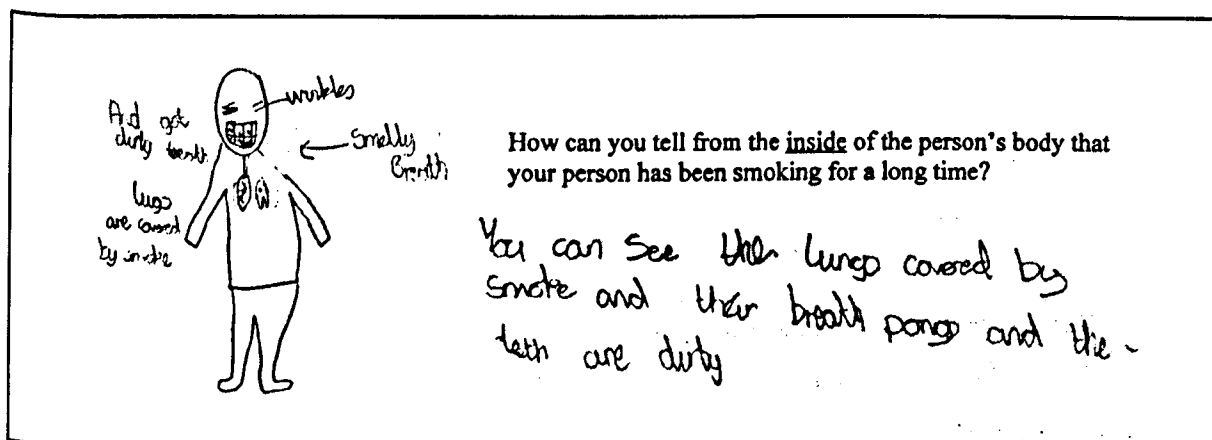 wrinkles
And got
dirty teeth
Smelly
Breath
lugs
are covered
by smoke
How can you tell from the inside of the person's body that
your person has been smoking for a long time?
You can see the lungs covered by
smoke and their breath pongs and the
teth are dirty